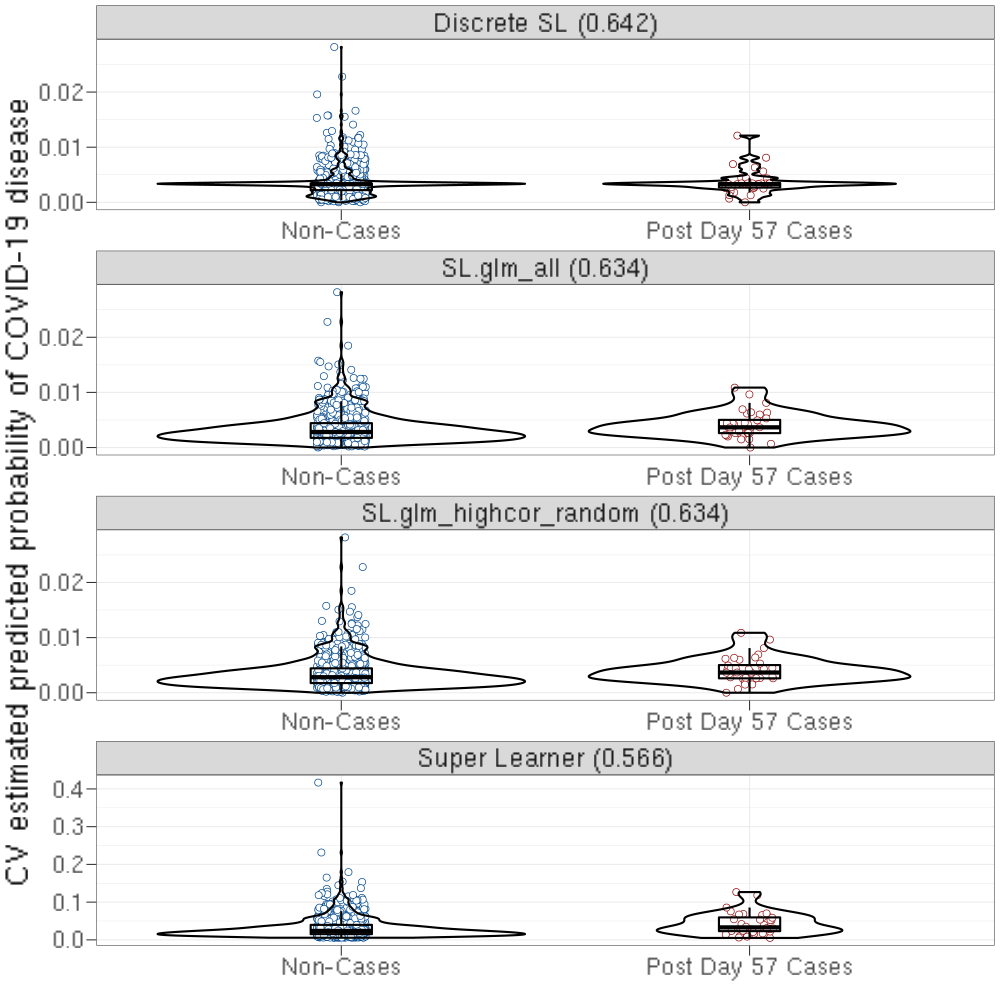 CV estimated predicted probability of COVID-19 disease
Discrete SL (0.642)
0.02
0.01
0.00
Non-Cases Post Day 57 Cases
SL.glm_all (0.634)
0.02
0.01
0.00
Non-Cases Post Day 57 Cases
SL.glm_highcor_random (0.634)
0.02
0.01
0.00
Non-Cases Post Day 57 Cases
Super Learner (0.566)
0.4
0.3
0.2
0.1
0.0
Non-Cases Post Day 57 Cases